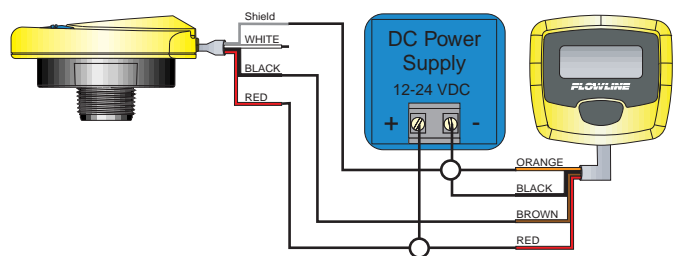 Shield
WHITE
BLACK
RED
DC Power
Supply
12-24 VDC
+ -
FLOWLINE
ORANGE
BLACK
BROWN
RED